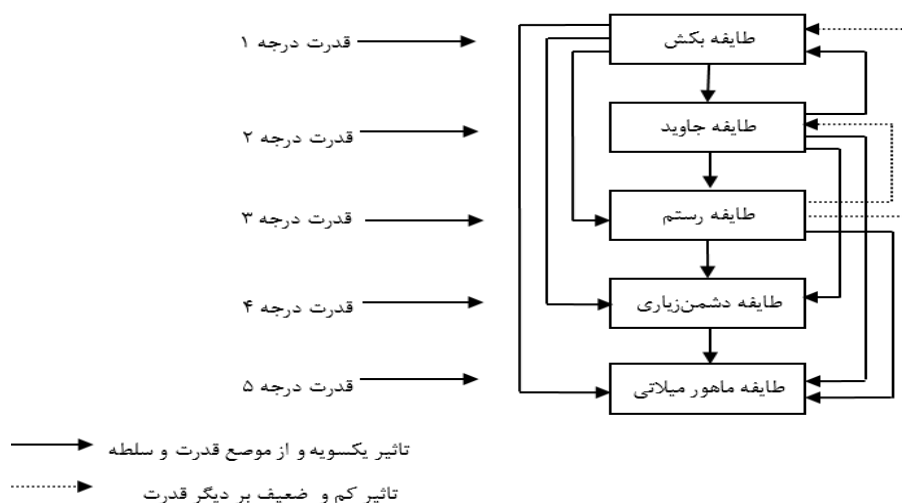 طایفه بکش
قدرت درجه ۱
طایفه جاوید
قدرت درجه ۲
طایفه رستم
قدرت درجه ۳
طایفه دشمن‌زیاری
قدرت درجه ۴
طایفه ماهور میلاتی
قدرت درجه ۵
تاثیر یکسویه و از موضع قدرت و سلطه
تاثیر کم و ضعیف بر دیگر قدرت